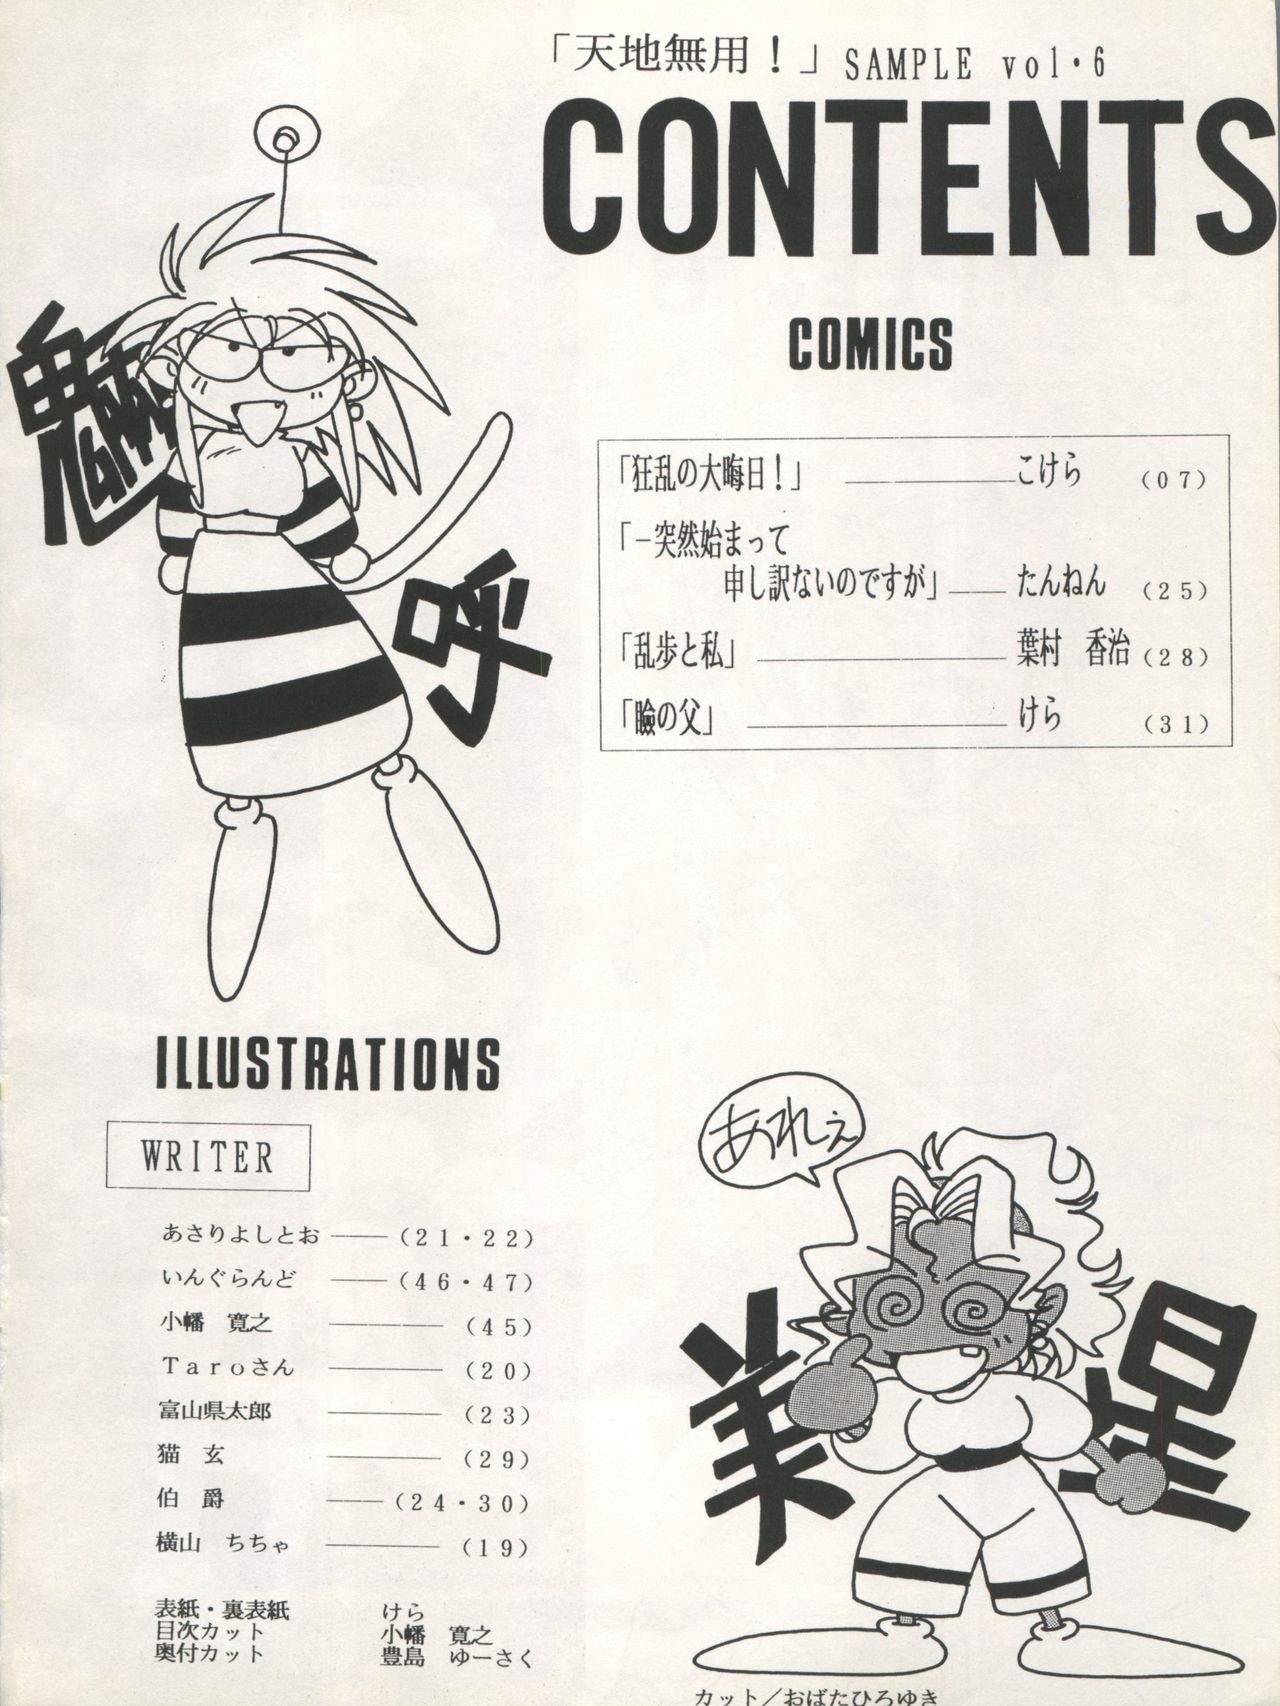 「天地無用！」SAMPLE vol・6
CONTENTS
COMICS
「狂乱の大晦日！」 こけら (07)
「－突然始まって
申し訳ないのですが」 たんねん (25)
「乱歩と私」 葉村　香治 (28)
「瞼の父」 けら (31)
魎
呼
ILLUSTRATIONS
WRITER
あさりよしとお (21・22)
いんぐらんど (46・47)
小幡　寛之 (45)
Taroさん (20)
富山県太郎 (23)
猫　玄 (29)
伯　爵 (24・30)
横山　ちちゃ (19)
表紙・裏表紙 けら
目次カット 小幡　寛之
奥付カット 豊島　ゆーさく
あれぇ
美
星
カット／おばたひろゆき